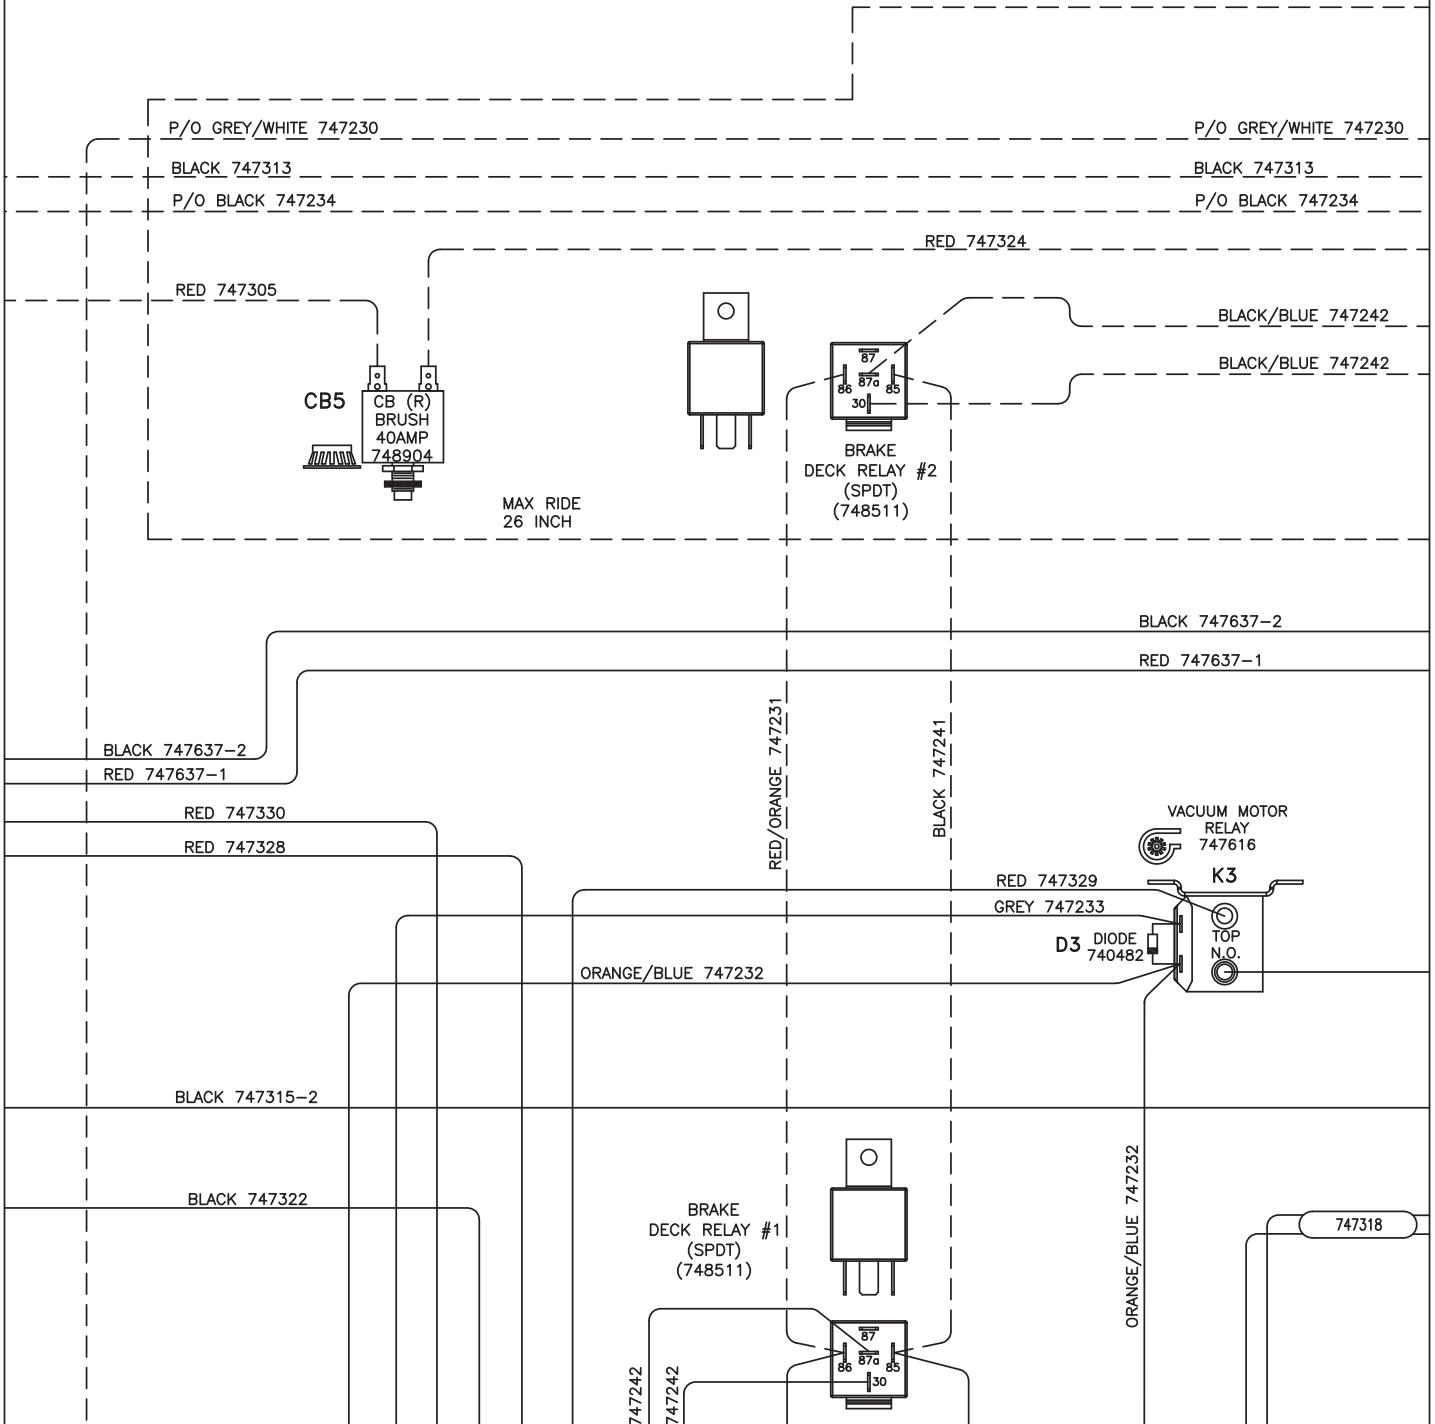 P/O GREY/WHITE 747230
P/O GREY/WHITE 747230
BLACK 747313
BLACK 747313
P/O BLACK 747234
P/O BLACK 747234
RED 747324
RED 747305
BLACK/BLUE 747242
BLACK/BLUE 747242
87
86
87a
85
30
CB5
CB (R)
BRUSH
40AMP
748904
BRAKE
DECK RELAY #2
(SPDT)
(748511)
MAX RIDE
26 INCH
BLACK 747637-2
RED 747637-1
BLACK 747637-2
RED 747637-1
RED/ORANGE 747231
BLACK 747241
RED 747330
RED 747328
VACUUM MOTOR
RELAY
747616
K3
RED 747329
GREY 747233
D3
DIODE
740482
TOP
N.O.
ORANGE/BLUE 747232
BLACK 747315-2
ORANGE/BLUE 747232
BLACK 747322
BRAKE
DECK RELAY #1
(SPDT)
(748511)
747318
87
86
87a
85
30
747242
747242